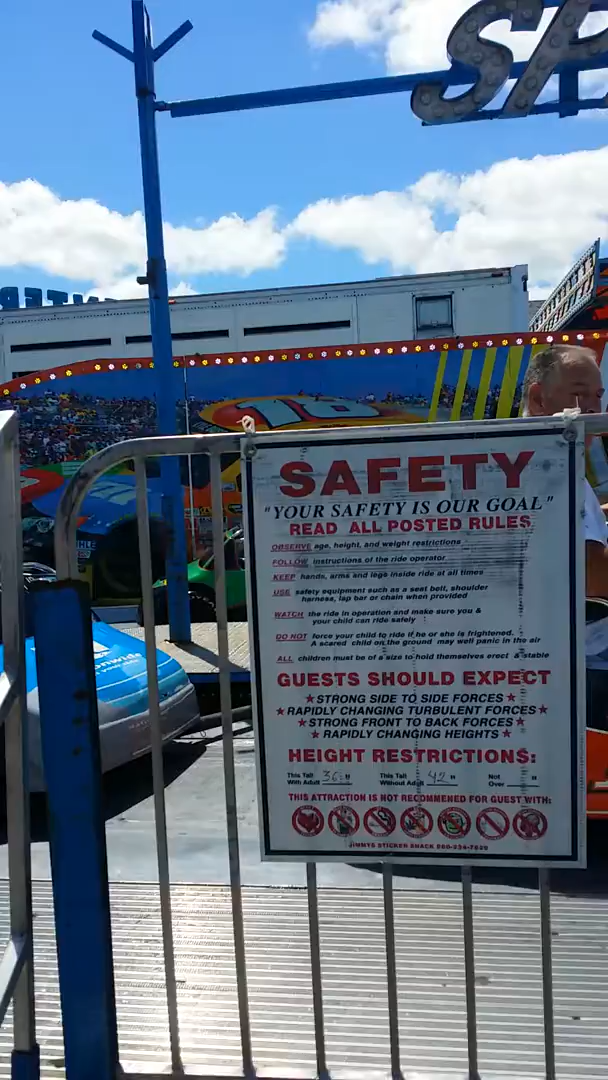 SP
18
SAFETY
"YOUR SAFETY IS OUR GOAL"
READ ALL POSTED RULES
OBSERVE age, height, and weight restrictions
FOLLOW instructions of the ride operator
KEEP hands, arms and legs inside ride at all times
USE safety equipment such as a seat belt, shoulder
harness, lap bar or chain when provided
WATCH the ride in operation and make sure you &
your child can ride safely
DO NOT force your child to ride if he or she is frightened.
A scared child on the ground may well panic in the air
ALL children must be of a size to hold themselves erect & stable
GUESTS SHOULD EXPECT
★STRONG SIDE TO SIDE FORCES★
★RAPIDLY CHANGING TURBULENT FORCES★
★STRONG FRONT TO BACK FORCES★
★RAPIDLY CHANGING HEIGHTS★
HEIGHT RESTRICTIONS:
This Tall With Adult 36"
This Tall Without Adult 42"
Not Over "
THIS ATTRACTION IS NOT RECOMMENED FOR GUEST WITH:
JIMMYS STICKER SHACK